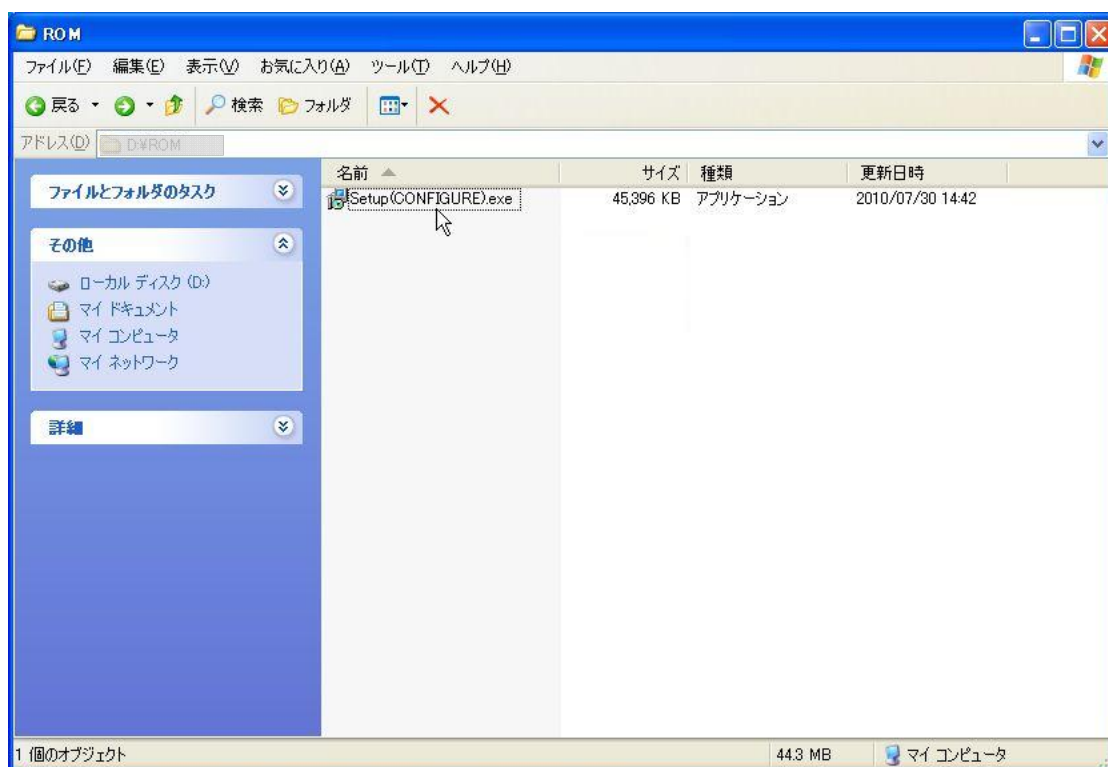 ROM
ファイル(F) 編集(E) 表示(V) お気に入り(A) ツール(T) ヘルプ(H)
戻る 検索 フォルダ
アドレス(D) D:¥ROM
名前 サイズ 種類 更新日時
Setup(CONFIGURE).exe 45,396 KB アプリケーション 2010/07/30 14:42
ファイルとフォルダのタスク
その他
ローカル ディスク (D:)
マイ ドキュメント
マイ コンピュータ
マイ ネットワーク
詳細
1 個のオブジェクト 44.3 MB マイ コンピュータ